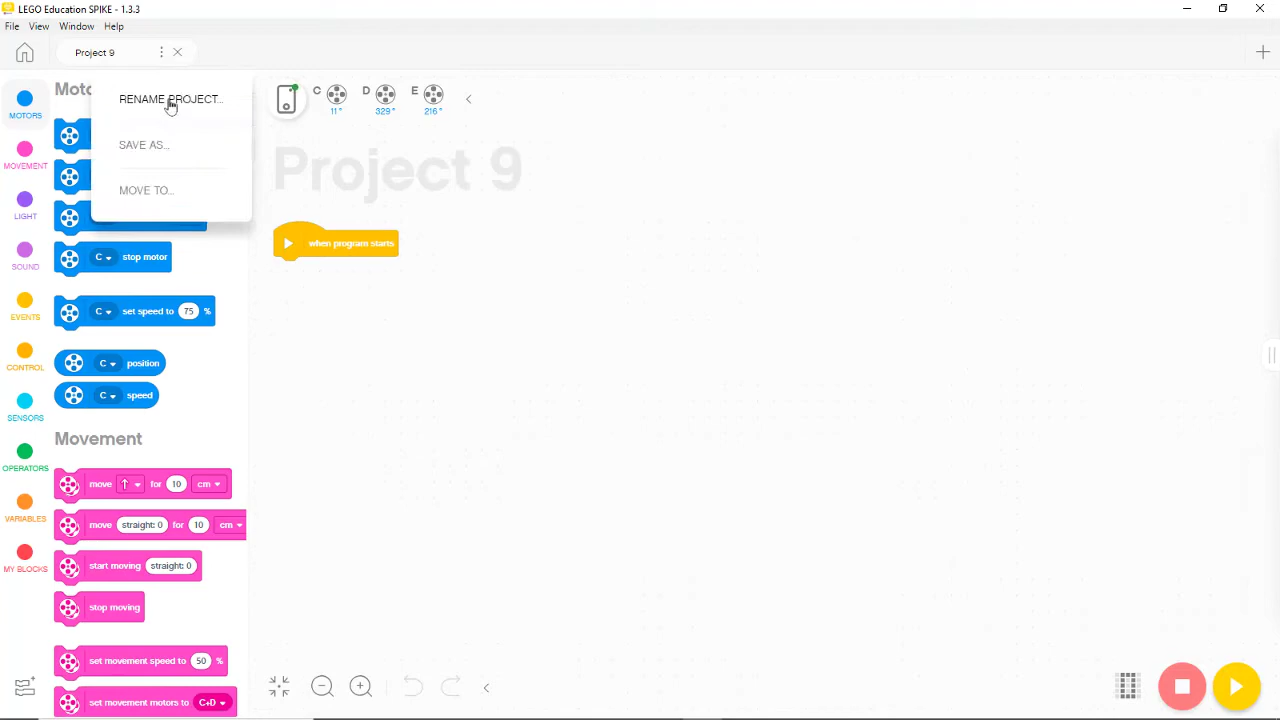 LEGO Education SPIKE - 1.3.3
File View Window Help
Project 9
MOTORS
MOVEMENT
LIGHT
SOUND
EVENTS
CONTROL
SENSORS
OPERATORS
VARIABLES
MY BLOCKS
RENAME PROJECT...
SAVE AS...
MOVE TO...
C stop motor
C set speed to 75 %
C position
C speed
Movement
move for 10 cm
move straight: 0 for 10 cm
start moving straight: 0
stop moving
set movement speed to 50 %
set movement motors to C+D
C 11° D 329° E 216°
Project 9
when program starts